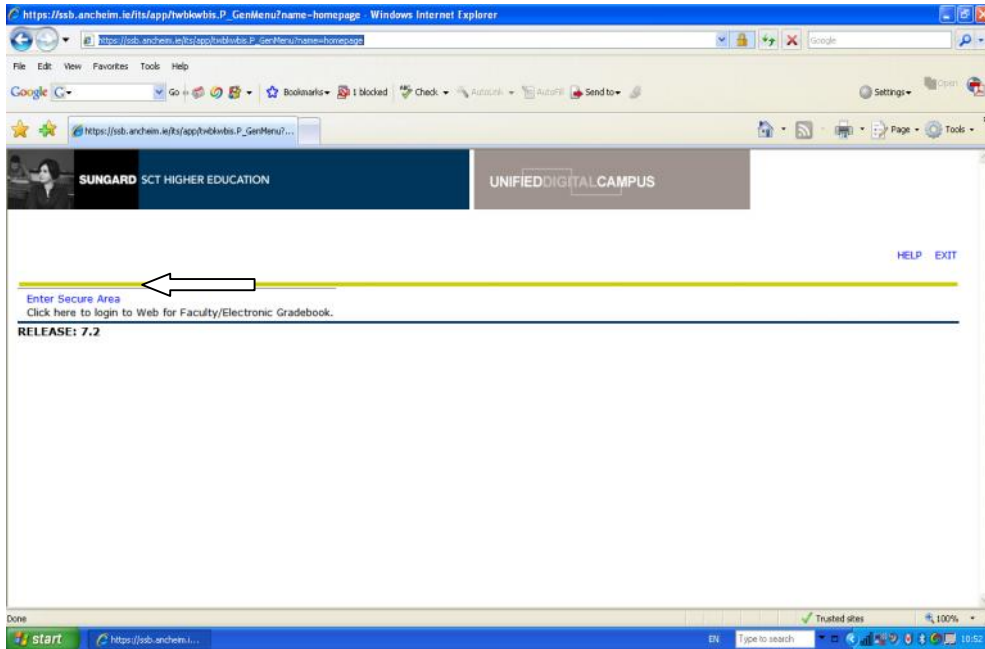 https://ssb.ancheim.ie/its/app/twbkwbis.P_GenMenu?name=homepage - Windows Internet Explorer
https://ssb.ancheim.ie/its/app/twbkwbis.P_GenMenu?name=homepage
Google
File Edit View Favorites Tools Help
Google G Go Bookmarks 1 blocked Check AutoLink AutoFill Send to Settings Open
https://ssb.ancheim.ie/its/app/twbkwbis.P_GenMenu?...
Page Tools
SUNGARD SCT HIGHER EDUCATION
UNIFIEDDIGITALCAMPUS
HELP EXIT
Enter Secure Area
Click here to login to Web for Faculty/Electronic Gradebook.
RELEASE: 7.2
Done
Trusted sites
100%
start
https://ssb.ancheim.i...
EN
Type to search
10:52